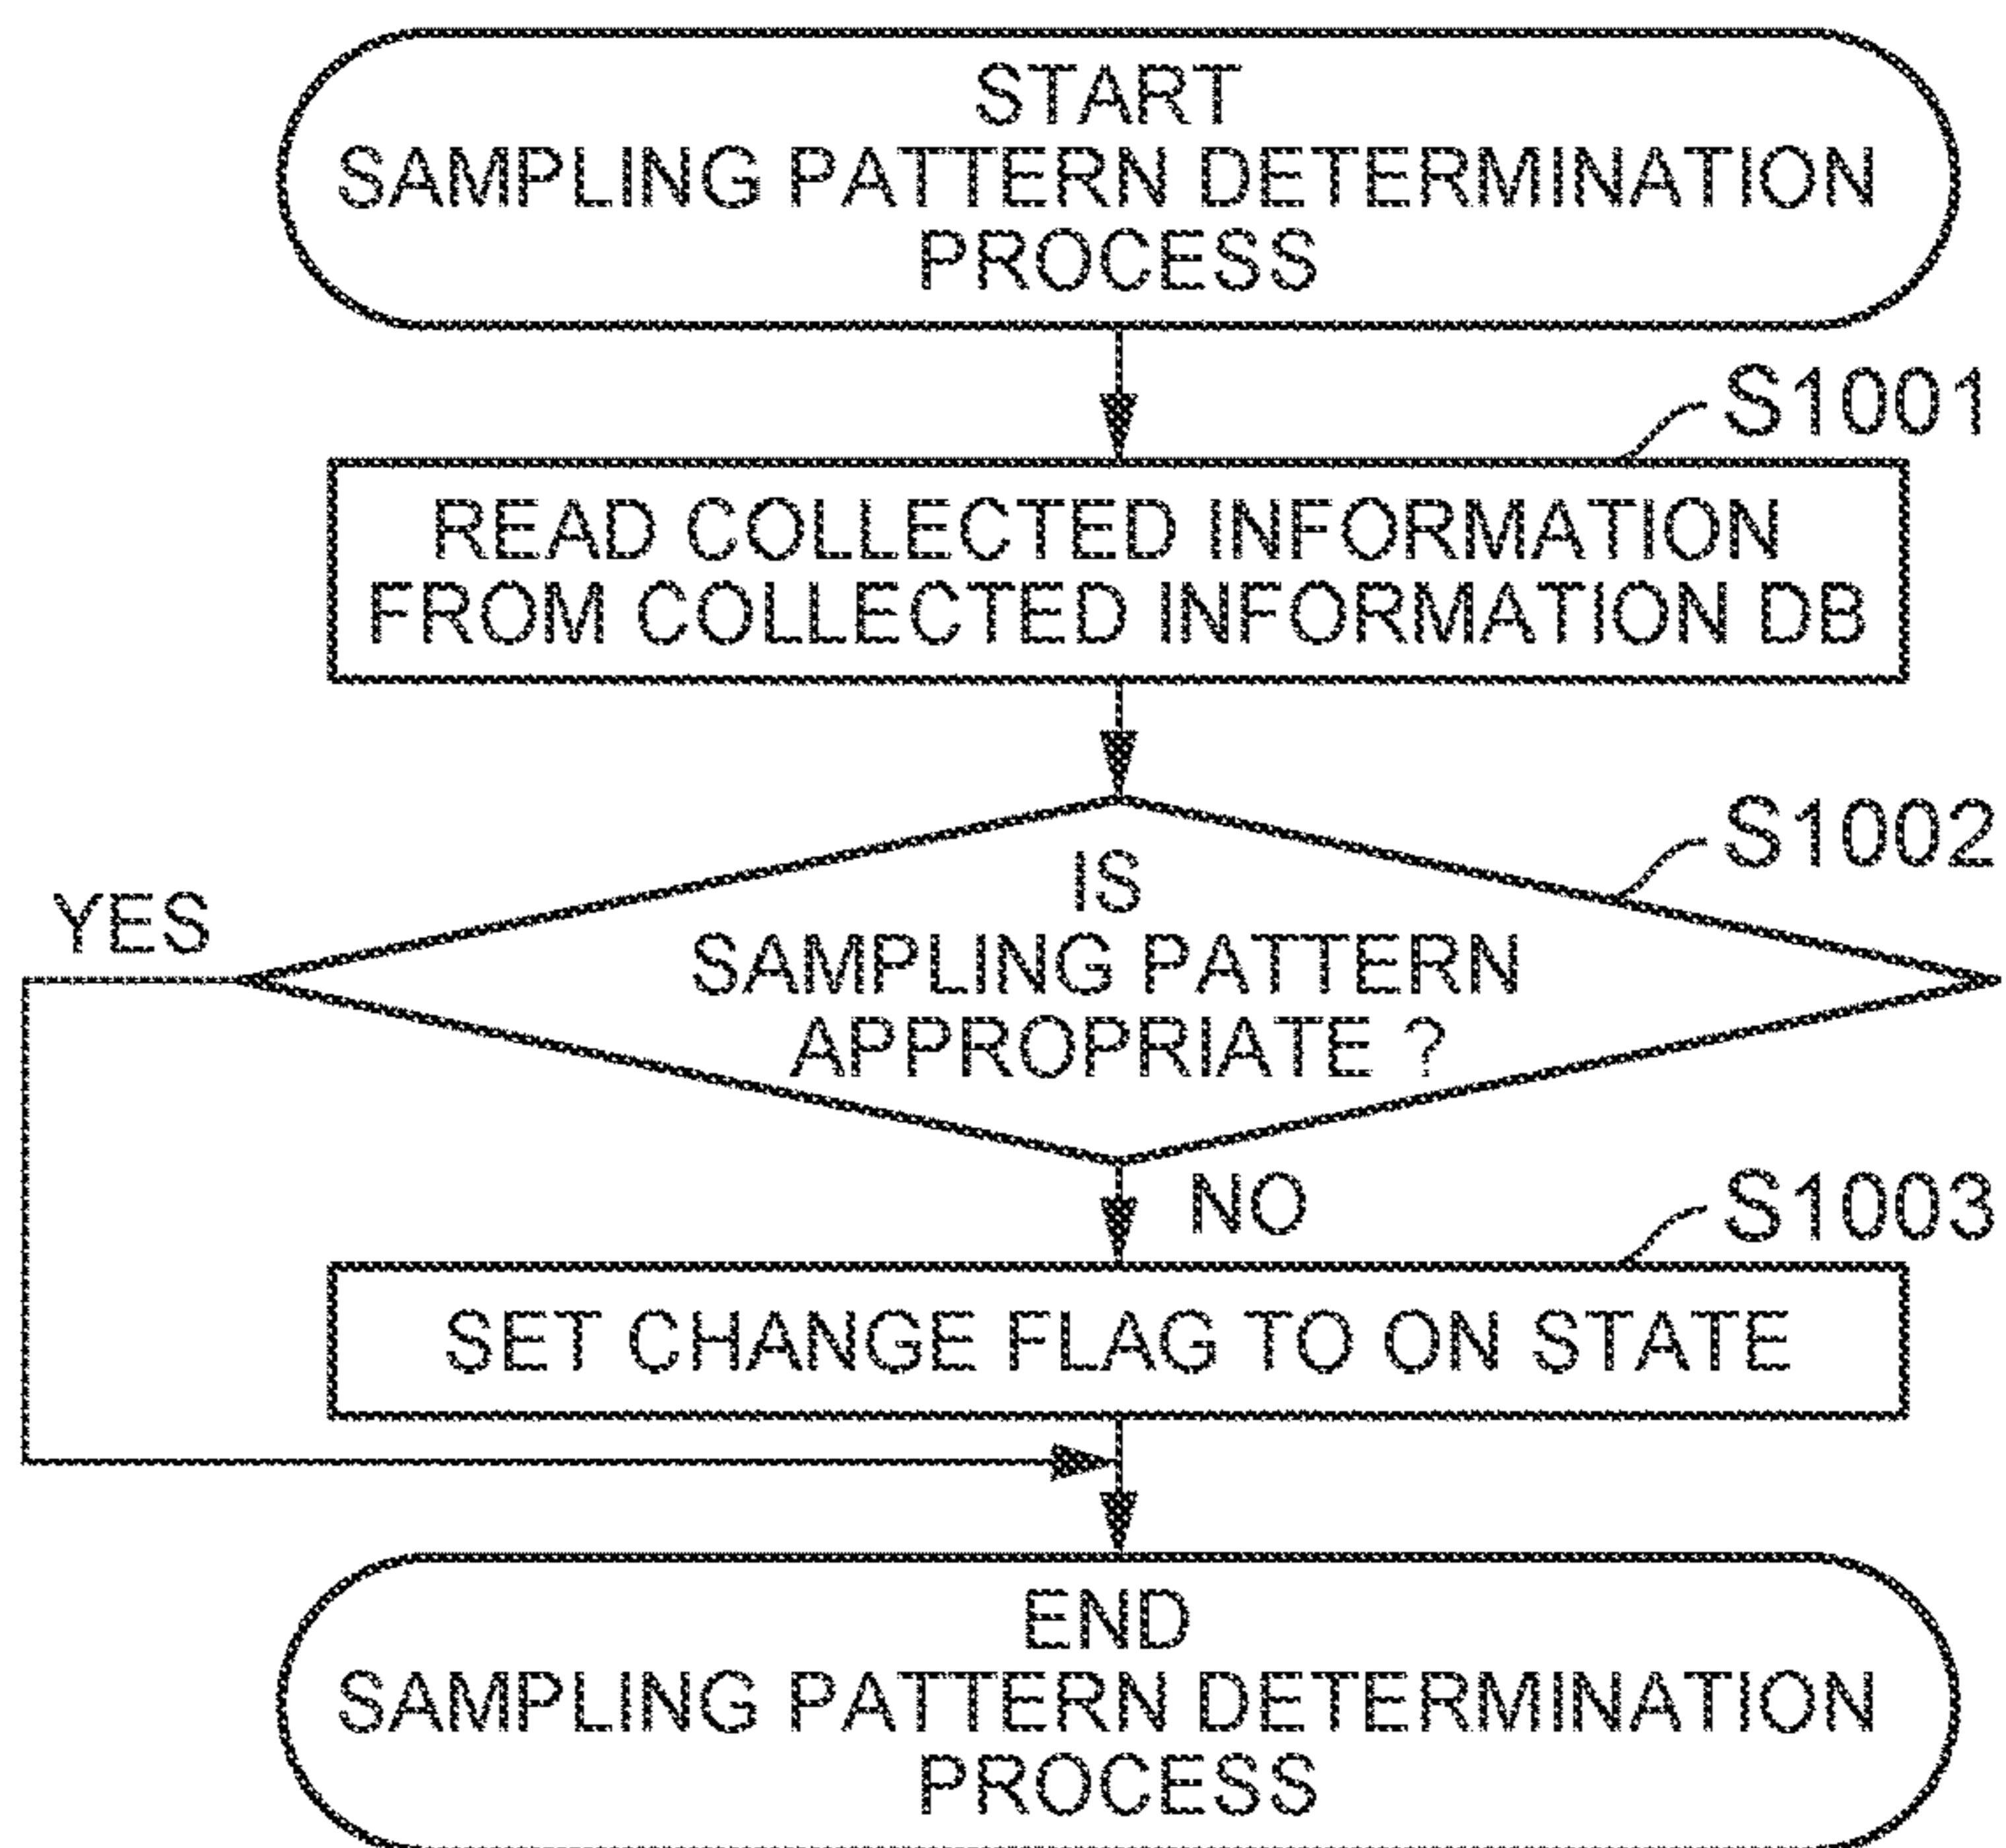 START
SAMPLING PATTERN DETERMINATION
PROCESS
S1001
READ COLLECTED INFORMATION
FROM COLLECTED INFORMATION DB
S1002
IS
SAMPLING PATTERN
APPROPRIATE ?
YES
NO
S1003
SET CHANGE FLAG TO ON STATE
END
SAMPLING PATTERN DETERMINATION
PROCESS